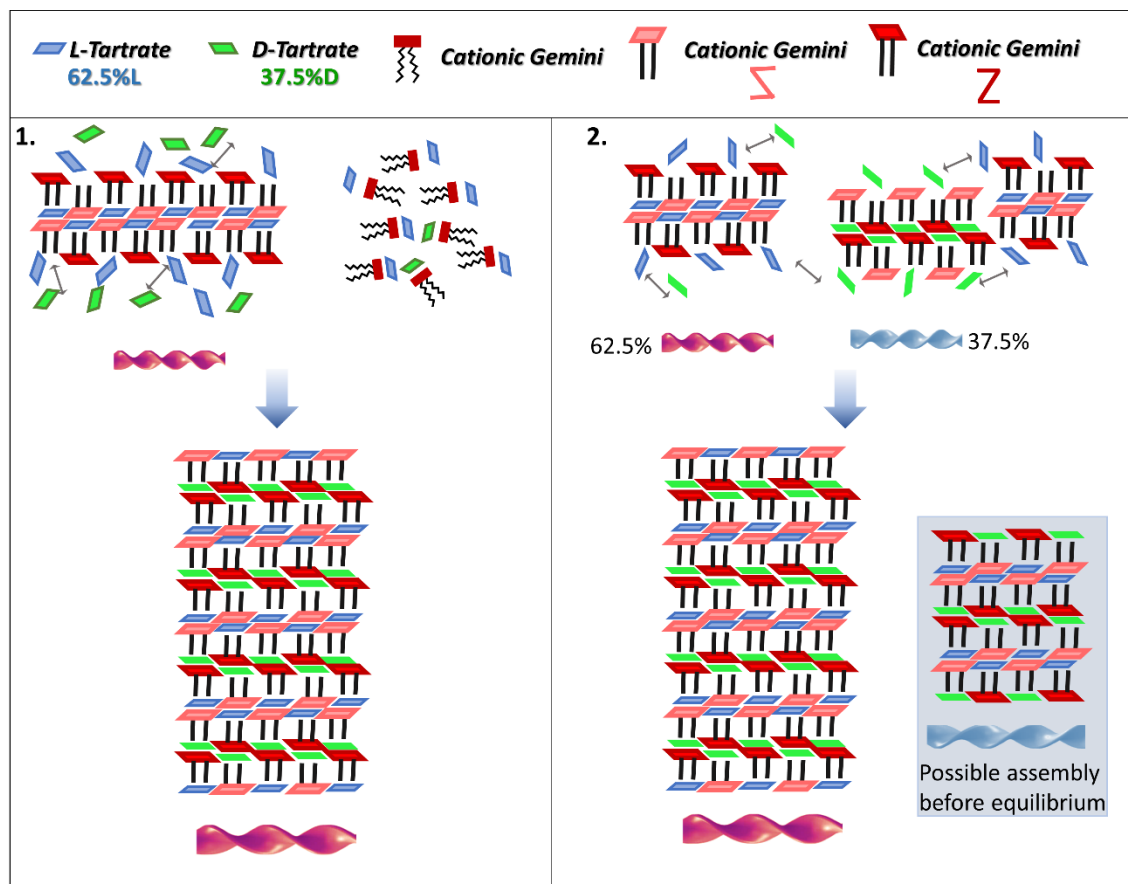 L-Tartrate
62.5%L
D-Tartrate
37.5%D
Cationic Gemini
Cationic Gemini
Cationic Gemini
1.
2.
62.5%
37.5%
Possible assembly
before equilibrium